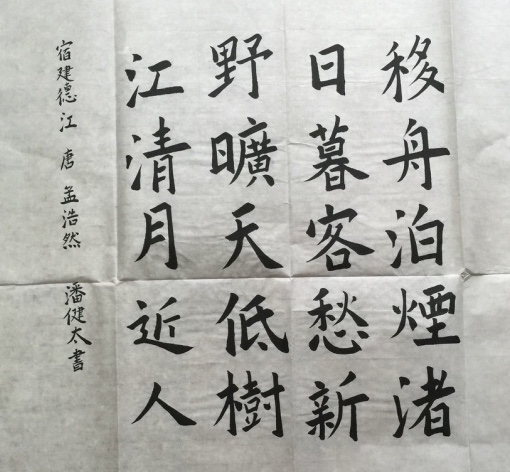 移舟泊煙渚
日暮客愁新
野曠天低樹
江清月近人
宿建德江 唐 孟浩然 潘健太書